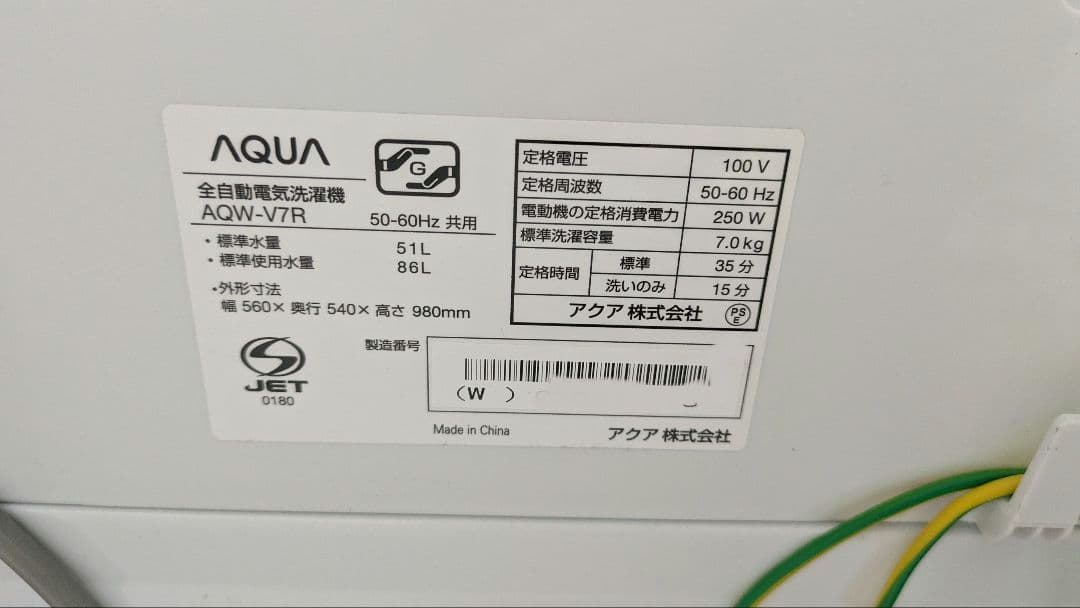 AQUA
G
全自動電気洗濯機
AQW-V7R
50-60Hz 共用
・標準水量 51L
・標準使用水量 86L
・外形寸法
幅 560× 奥行 540× 高さ 980mm
定格電圧 100 V
定格周波数 50-60 Hz
電動機の定格消費電力 250 W
標準洗濯容量 7.0kg
定格時間 標準 35 分
洗いのみ 15 分
アクア 株式会社 PSE
JET
0180
製造番号
(W )
Made in China
アクア 株式会社